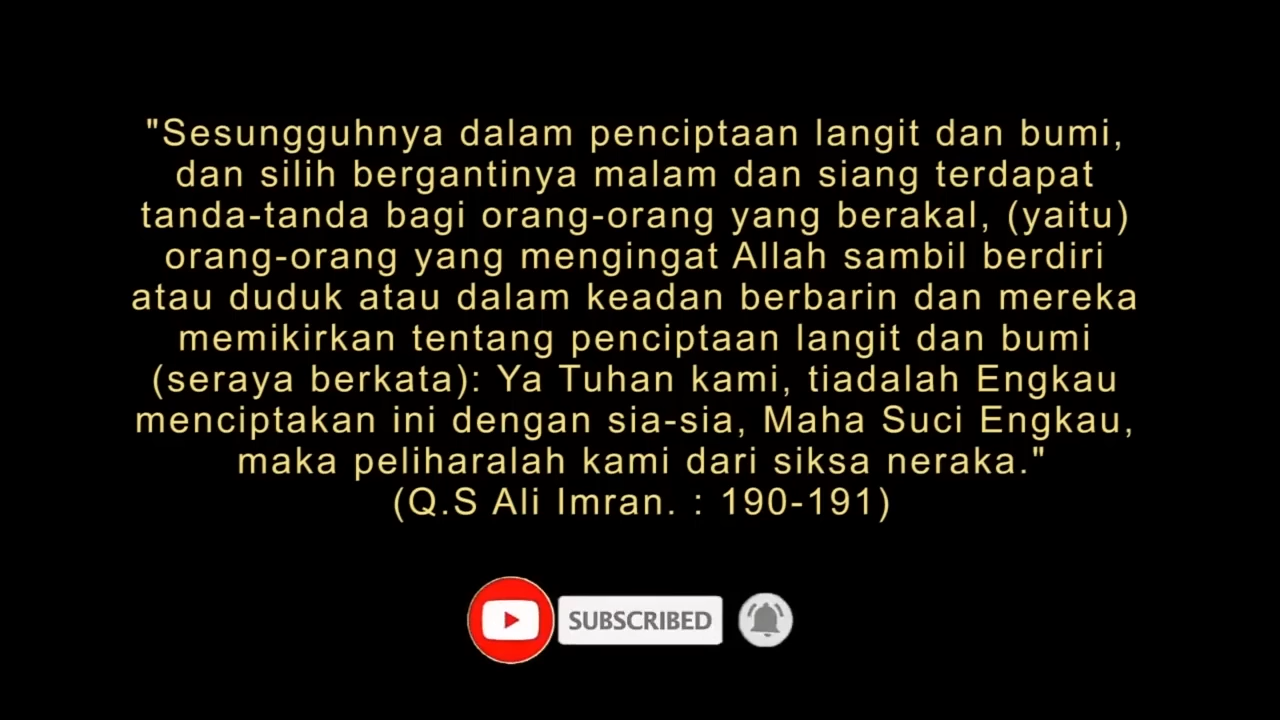 "Sesungguhnya dalam penciptaan langit dan bumi,
dan silih bergantinya malam dan siang terdapat
tanda-tanda bagi orang-orang yang berakal, (yaitu)
orang-orang yang mengingat Allah sambil berdiri
atau duduk atau dalam keadan berbarin dan mereka
memikirkan tentang penciptaan langit dan bumi
(seraya berkata): Ya Tuhan kami, tiadalah Engkau
menciptakan ini dengan sia-sia, Maha Suci Engkau,
maka peliharalah kami dari siksa neraka."
(Q.S Ali Imran. : 190-191)
SUBSCRIBED